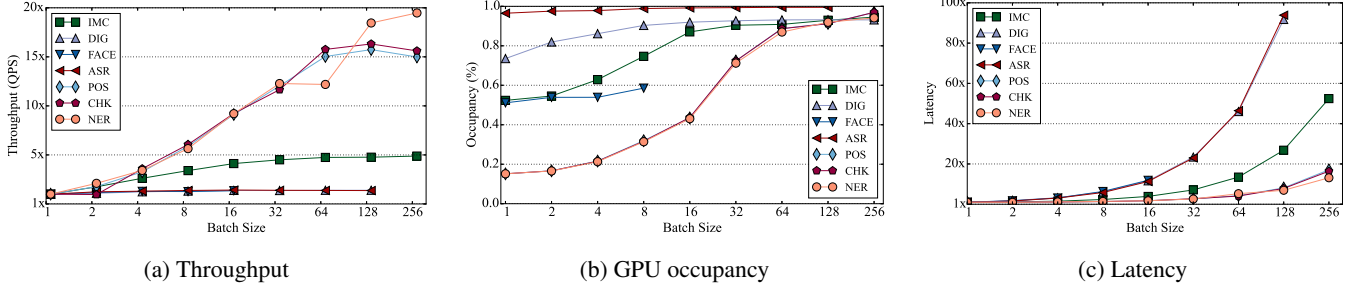 20x
15x
10x
5x
1x
Throughput (QPS)
IMC
DIG
FACE
ASR
POS
CHK
NER
1 2 4 8 16 32 64 128 256
Batch Size
(a) Throughput
1.0
0.8
0.6
0.4
0.2
0.0
Occupancy (%)
IMC
DIG
FACE
ASR
POS
CHK
NER
1 2 4 8 16 32 64 128 256
Batch Size
(b) GPU occupancy
100x
80x
60x
40x
20x
1x
Latency
IMC
DIG
FACE
ASR
POS
CHK
NER
1 2 4 8 16 32 64 128 256
Batch Size
(c) Latency